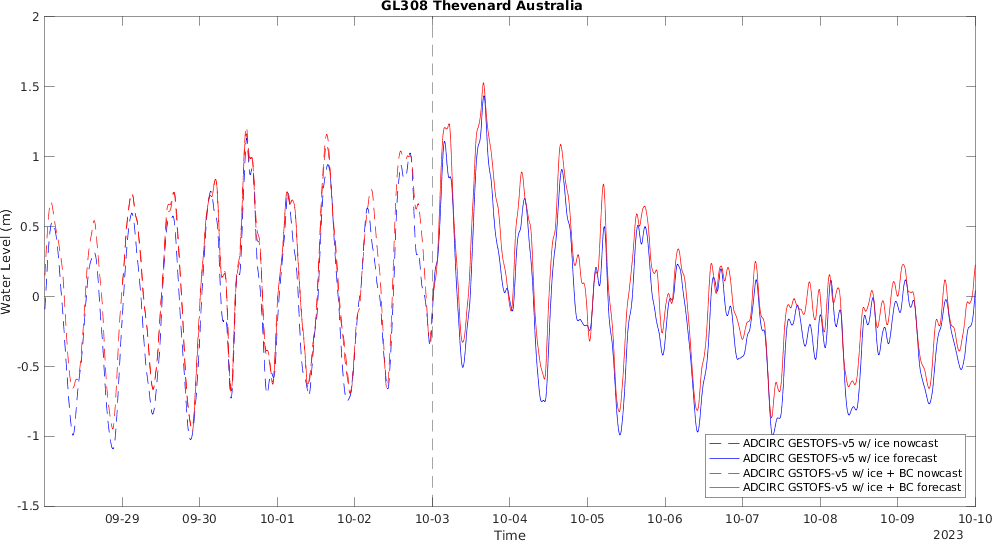 GL308 Thevenard Australia
2
1.5
1
0.5
0
-0.5
-1
-1.5
Water Level (m)
ADCIRC GESTOFS-v5 w/ ice nowcast
ADCIRC GESTOFS-v5 w/ ice forecast
ADCIRC GSTOFS-v5 w/ ice + BC nowcast
ADCIRC GSTOFS-v5 w/ ice + BC forecast
09-29 09-30 10-01 10-02 10-03 10-04 10-05 10-06 10-07 10-08 10-09 10-10
Time
2023